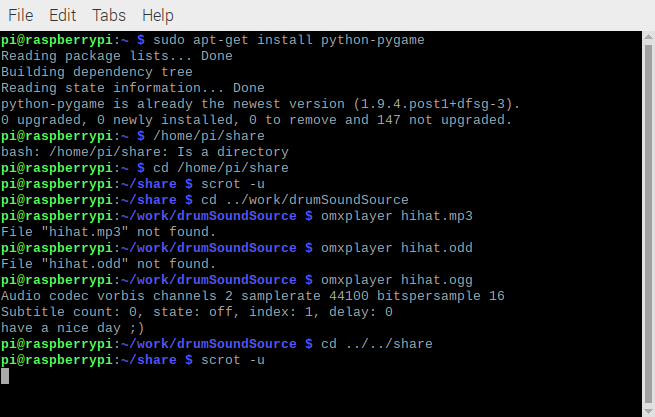 File Edit Tabs Help
pi@raspberrypi:~ $ sudo apt-get install python-pygame
Reading package lists... Done
Building dependency tree
Reading state information... Done
python-pygame is already the newest version (1.9.4.post1+dfsg-3).
0 upgraded, 0 newly installed, 0 to remove and 147 not upgraded.
pi@raspberrypi:~ $ /home/pi/share
bash: /home/pi/share: Is a directory
pi@raspberrypi:~ $ cd /home/pi/share
pi@raspberrypi:~/share $ scrot -u
pi@raspberrypi:~/share $ cd ../work/drumSoundSource
pi@raspberrypi:~/work/drumSoundSource $ omxplayer hihat.mp3
File "hihat.mp3" not found.
pi@raspberrypi:~/work/drumSoundSource $ omxplayer hihat.odd
File "hihat.odd" not found.
pi@raspberrypi:~/work/drumSoundSource $ omxplayer hihat.ogg
Audio codec vorbis channels 2 samplerate 44100 bitspersample 16
Subtitle count: 0, state: off, index: 1, delay: 0
have a nice day ;)
pi@raspberrypi:~/work/drumSoundSource $ cd ../../share
pi@raspberrypi:~/share $ scrot -u